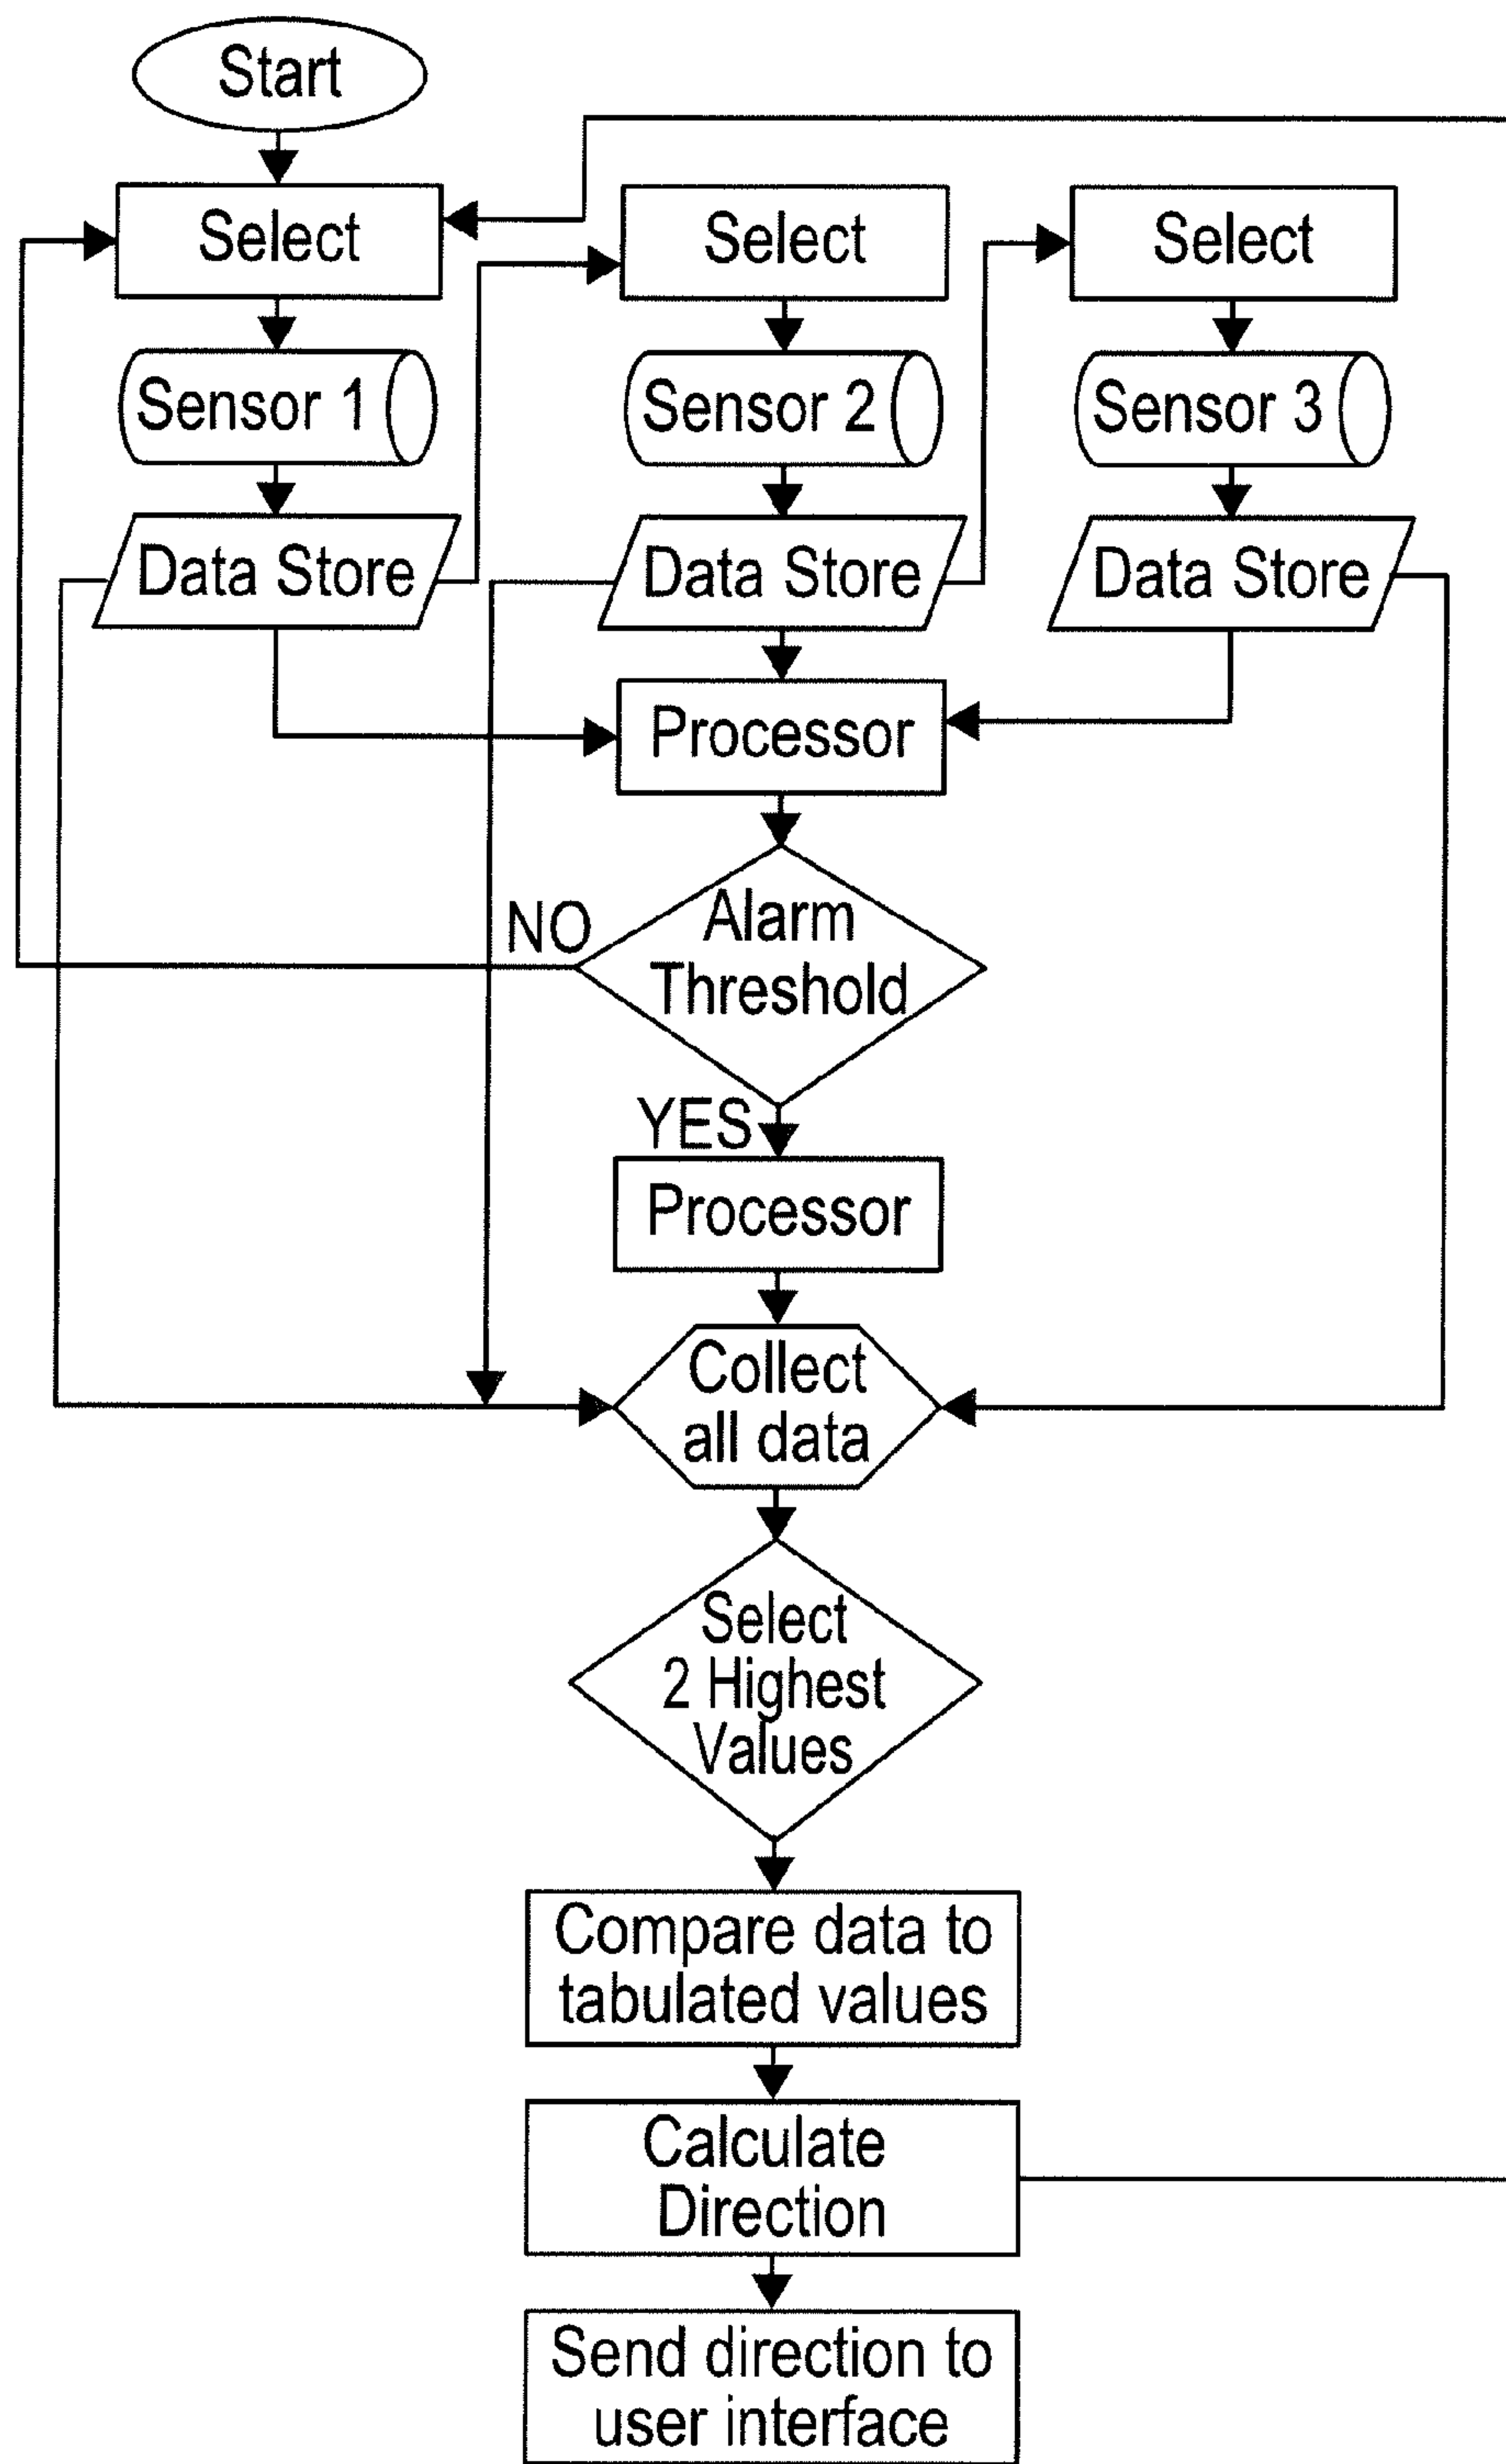 Start
Select
Select
Select
Sensor 1
Sensor 2
Sensor 3
Data Store
Data Store
Data Store
Processor
NO
Alarm
Threshold
YES
Processor
Collect
all data
Select
2 Highest
Values
Compare data to
tabulated values
Calculate
Direction
Send direction to
user interface